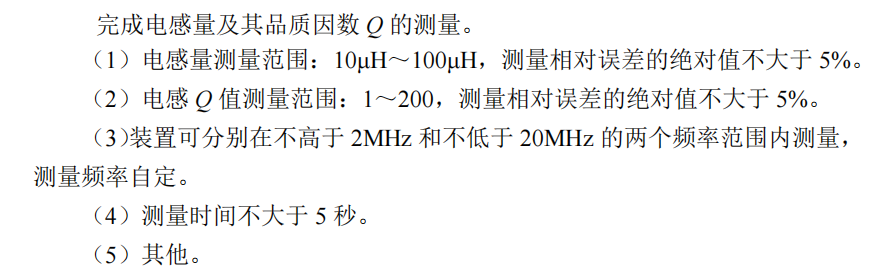 完成电感量及其品质因数 Q 的测量。
（1）电感量测量范围：10μH～100μH，测量相对误差的绝对值不大于 5%。
（2）电感 Q 值测量范围：1～200，测量相对误差的绝对值不大于 5%。
（3）装置可分别在不高于 2MHz 和不低于 20MHz 的两个频率范围内测量，
测量频率自定。
（4）测量时间不大于 5 秒。
（5）其他。